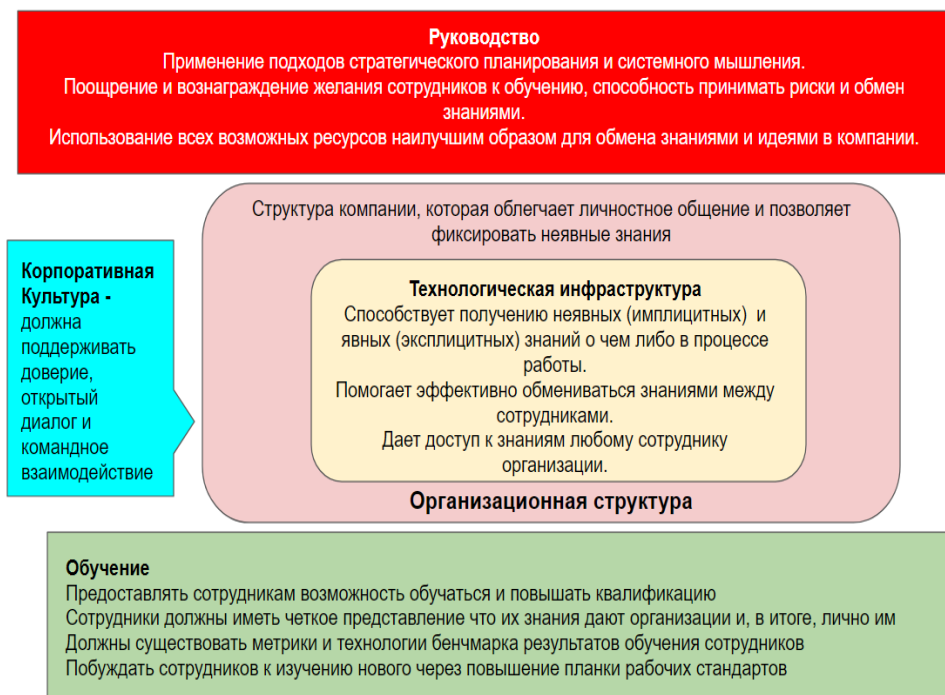 Руководство
Применение подходов стратегического планирования и системного мышления.
Поощрение и вознаграждение желания сотрудников к обучению, способность принимать риски и обмен
знаниями.
Использование всех возможных ресурсов наилучшим образом для обмена знаниями и идеями в компании.
Структура компании, которая облегчает личностное общение и позволяет
фиксировать неявные знания
Корпоративная
Культура -
должна
поддерживать
доверие,
открытый
диалог и
командное
взаимодействие
Технологическая инфраструктура
Способствует получению неявных (имплицитных) и
явных (эксплицитных) знаний о чем либо в процессе
работы.
Помогает эффективно обмениваться знаниями между
сотрудниками.
Дает доступ к знаниям любому сотруднику
организации.
Организационная структура
Обучение
Предоставлять сотрудникам возможность обучаться и повышать квалификацию
Сотрудники должны иметь четкое представление что их знания дают организации и, в итоге, лично им
Должны существовать метрики и технологии бенчмарка результатов обучения сотрудников
Побуждать сотрудников к изучению нового через повышение планки рабочих стандартов